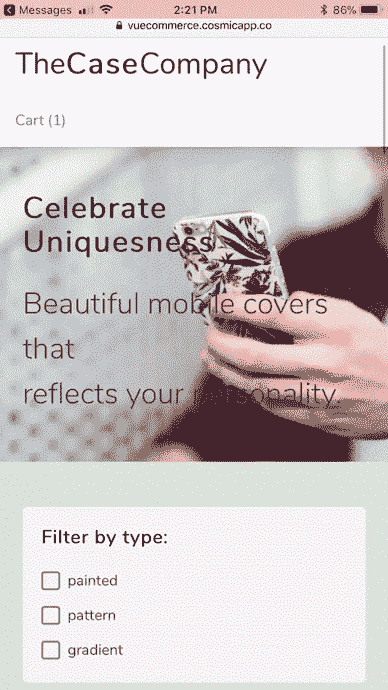 Messages 2:21 PM 86%
vuecommerce.cosmicapp.co
TheCaseCompany
Cart (1)
Celebrate
Uniquesness
Beautiful mobile covers
that
reflects your personality.
Filter by type:
painted
pattern
gradient